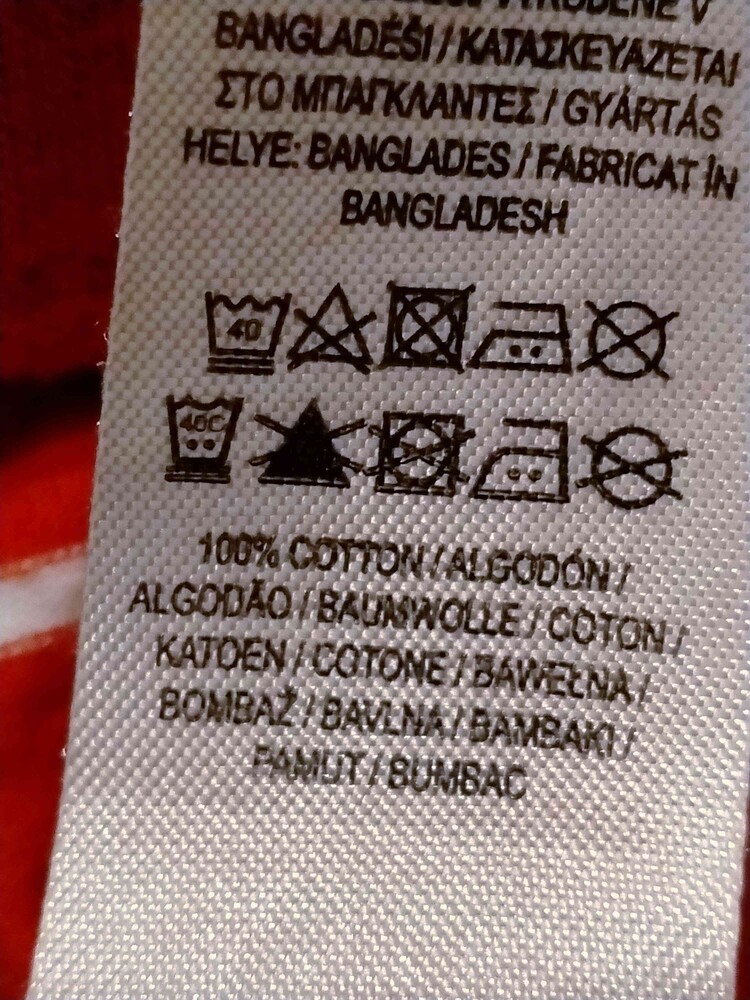 BANGLADÉŠI / ΚΑΤΑΣΚΕΥΑΖΕΤΑΙ
ΣΤΟ ΜΠΑΓΚΛΑΝΤΕΣ / GYÁRTÁS
HELYE: BANGLADES / FABRICAT ÎN
BANGLADESH
40
40C
100% COTTON / ALGODÓN /
ALGODÃO / BAUMWOLLE / COTON /
KATOEN / COTONE / BAWEŁNA /
BOMBAŽ / BAVLNA / BAMBAKI /
PAMUT / BUMBAC